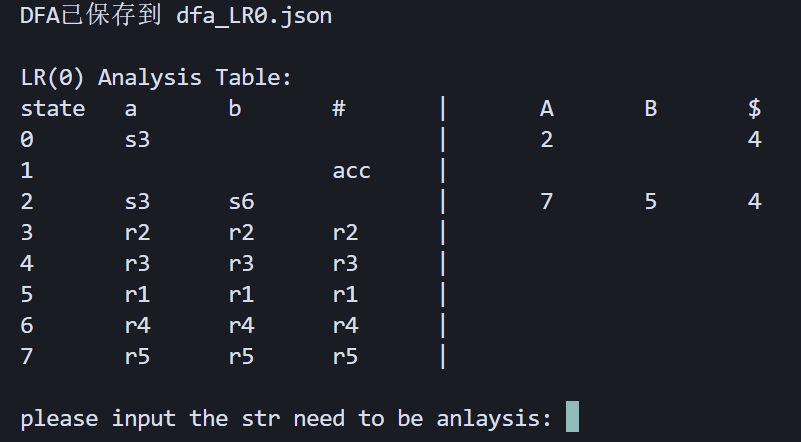 DFA已保存到 dfa_LR0.json
LR(0) Analysis Table:
state a b # | A B $
0 s3 | 2 4
1 acc |
2 s3 s6 | 7 5 4
3 r2 r2 r2 |
4 r3 r3 r3 |
5 r1 r1 r1 |
6 r4 r4 r4 |
7 r5 r5 r5 |
please input the str need to be anlaysis: